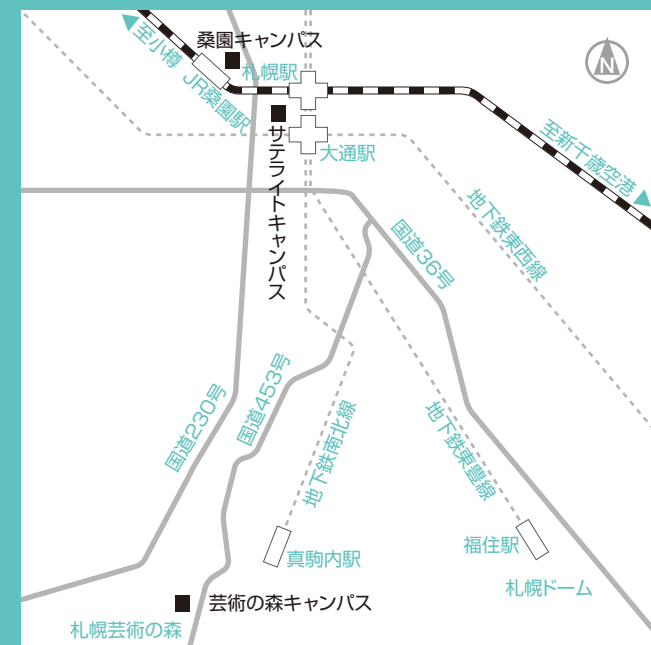 至小樽
桑園キャンパス
札幌駅
JR桑園駅
N
サテライトキャンパス
大通駅
至新千歳空港
地下鉄東西線
国道36号
国道230号
国道453号
地下鉄南北線
地下鉄東豊線
真駒内駅
福住駅
札幌ドーム
芸術の森キャンパス
札幌芸術の森